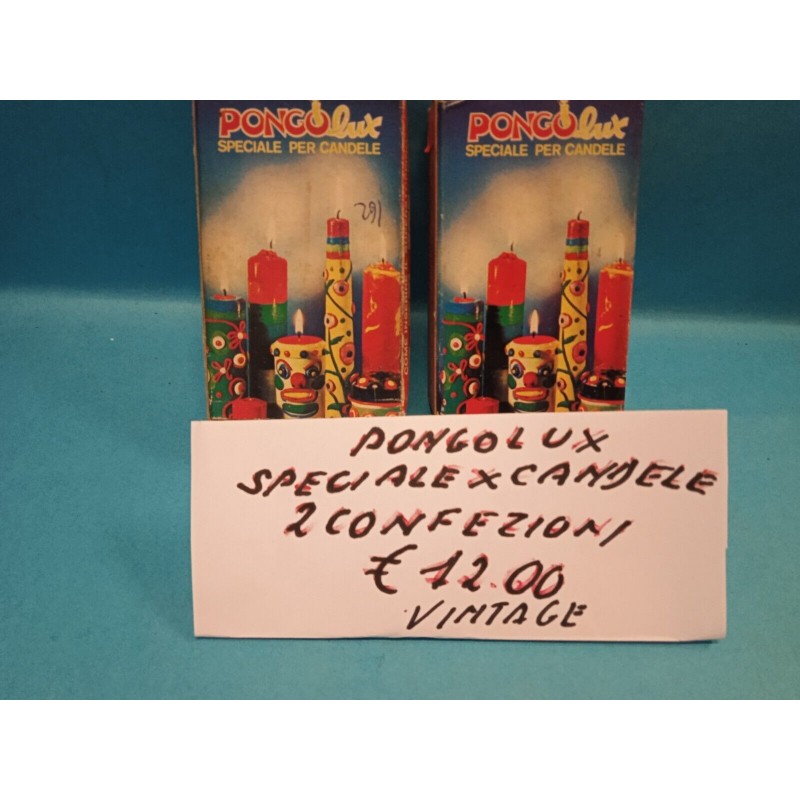 PONGOlux
SPECIALE PER CANDELE
291
PONGOlux
SPECIALE PER CANDELE
PONGOLUX
SPECIALE X CANDELE
2 CONFEZIONI
€ 12.00
VINTAGE